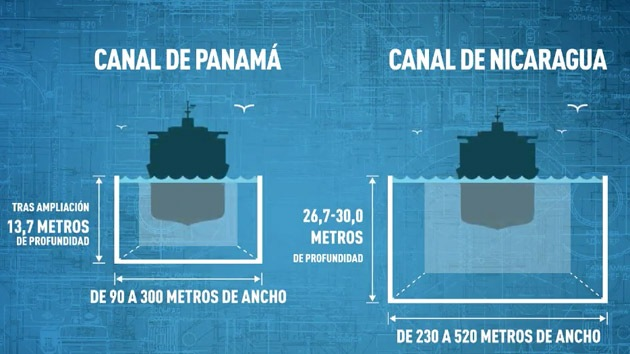 CANAL DE PANAMÁ
TRAS AMPLIACIÓN
13,7 METROS
DE PROFUNDIDAD
DE 90 A 300 METROS DE ANCHO
CANAL DE NICARAGUA
26,7-30,0
METROS
DE PROFUNDIDAD
DE 230 A 520 METROS DE ANCHO